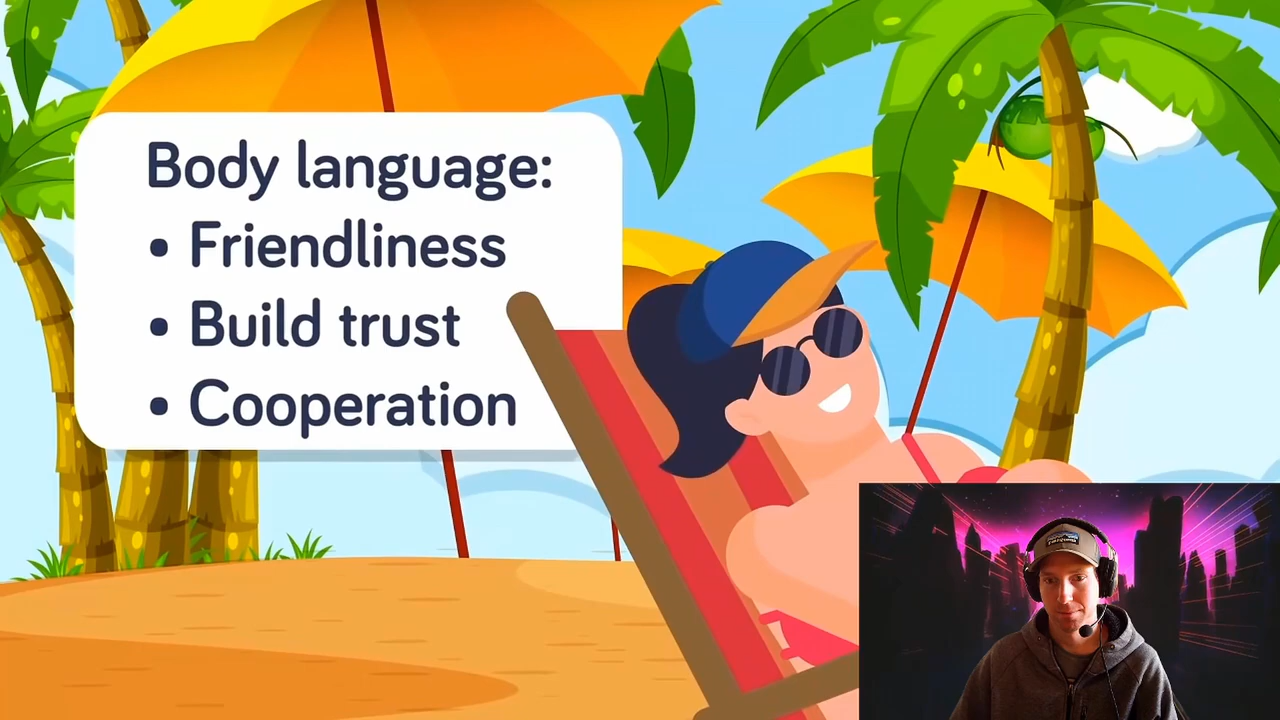 Body language:
• Friendliness
• Build trust
• Cooperation